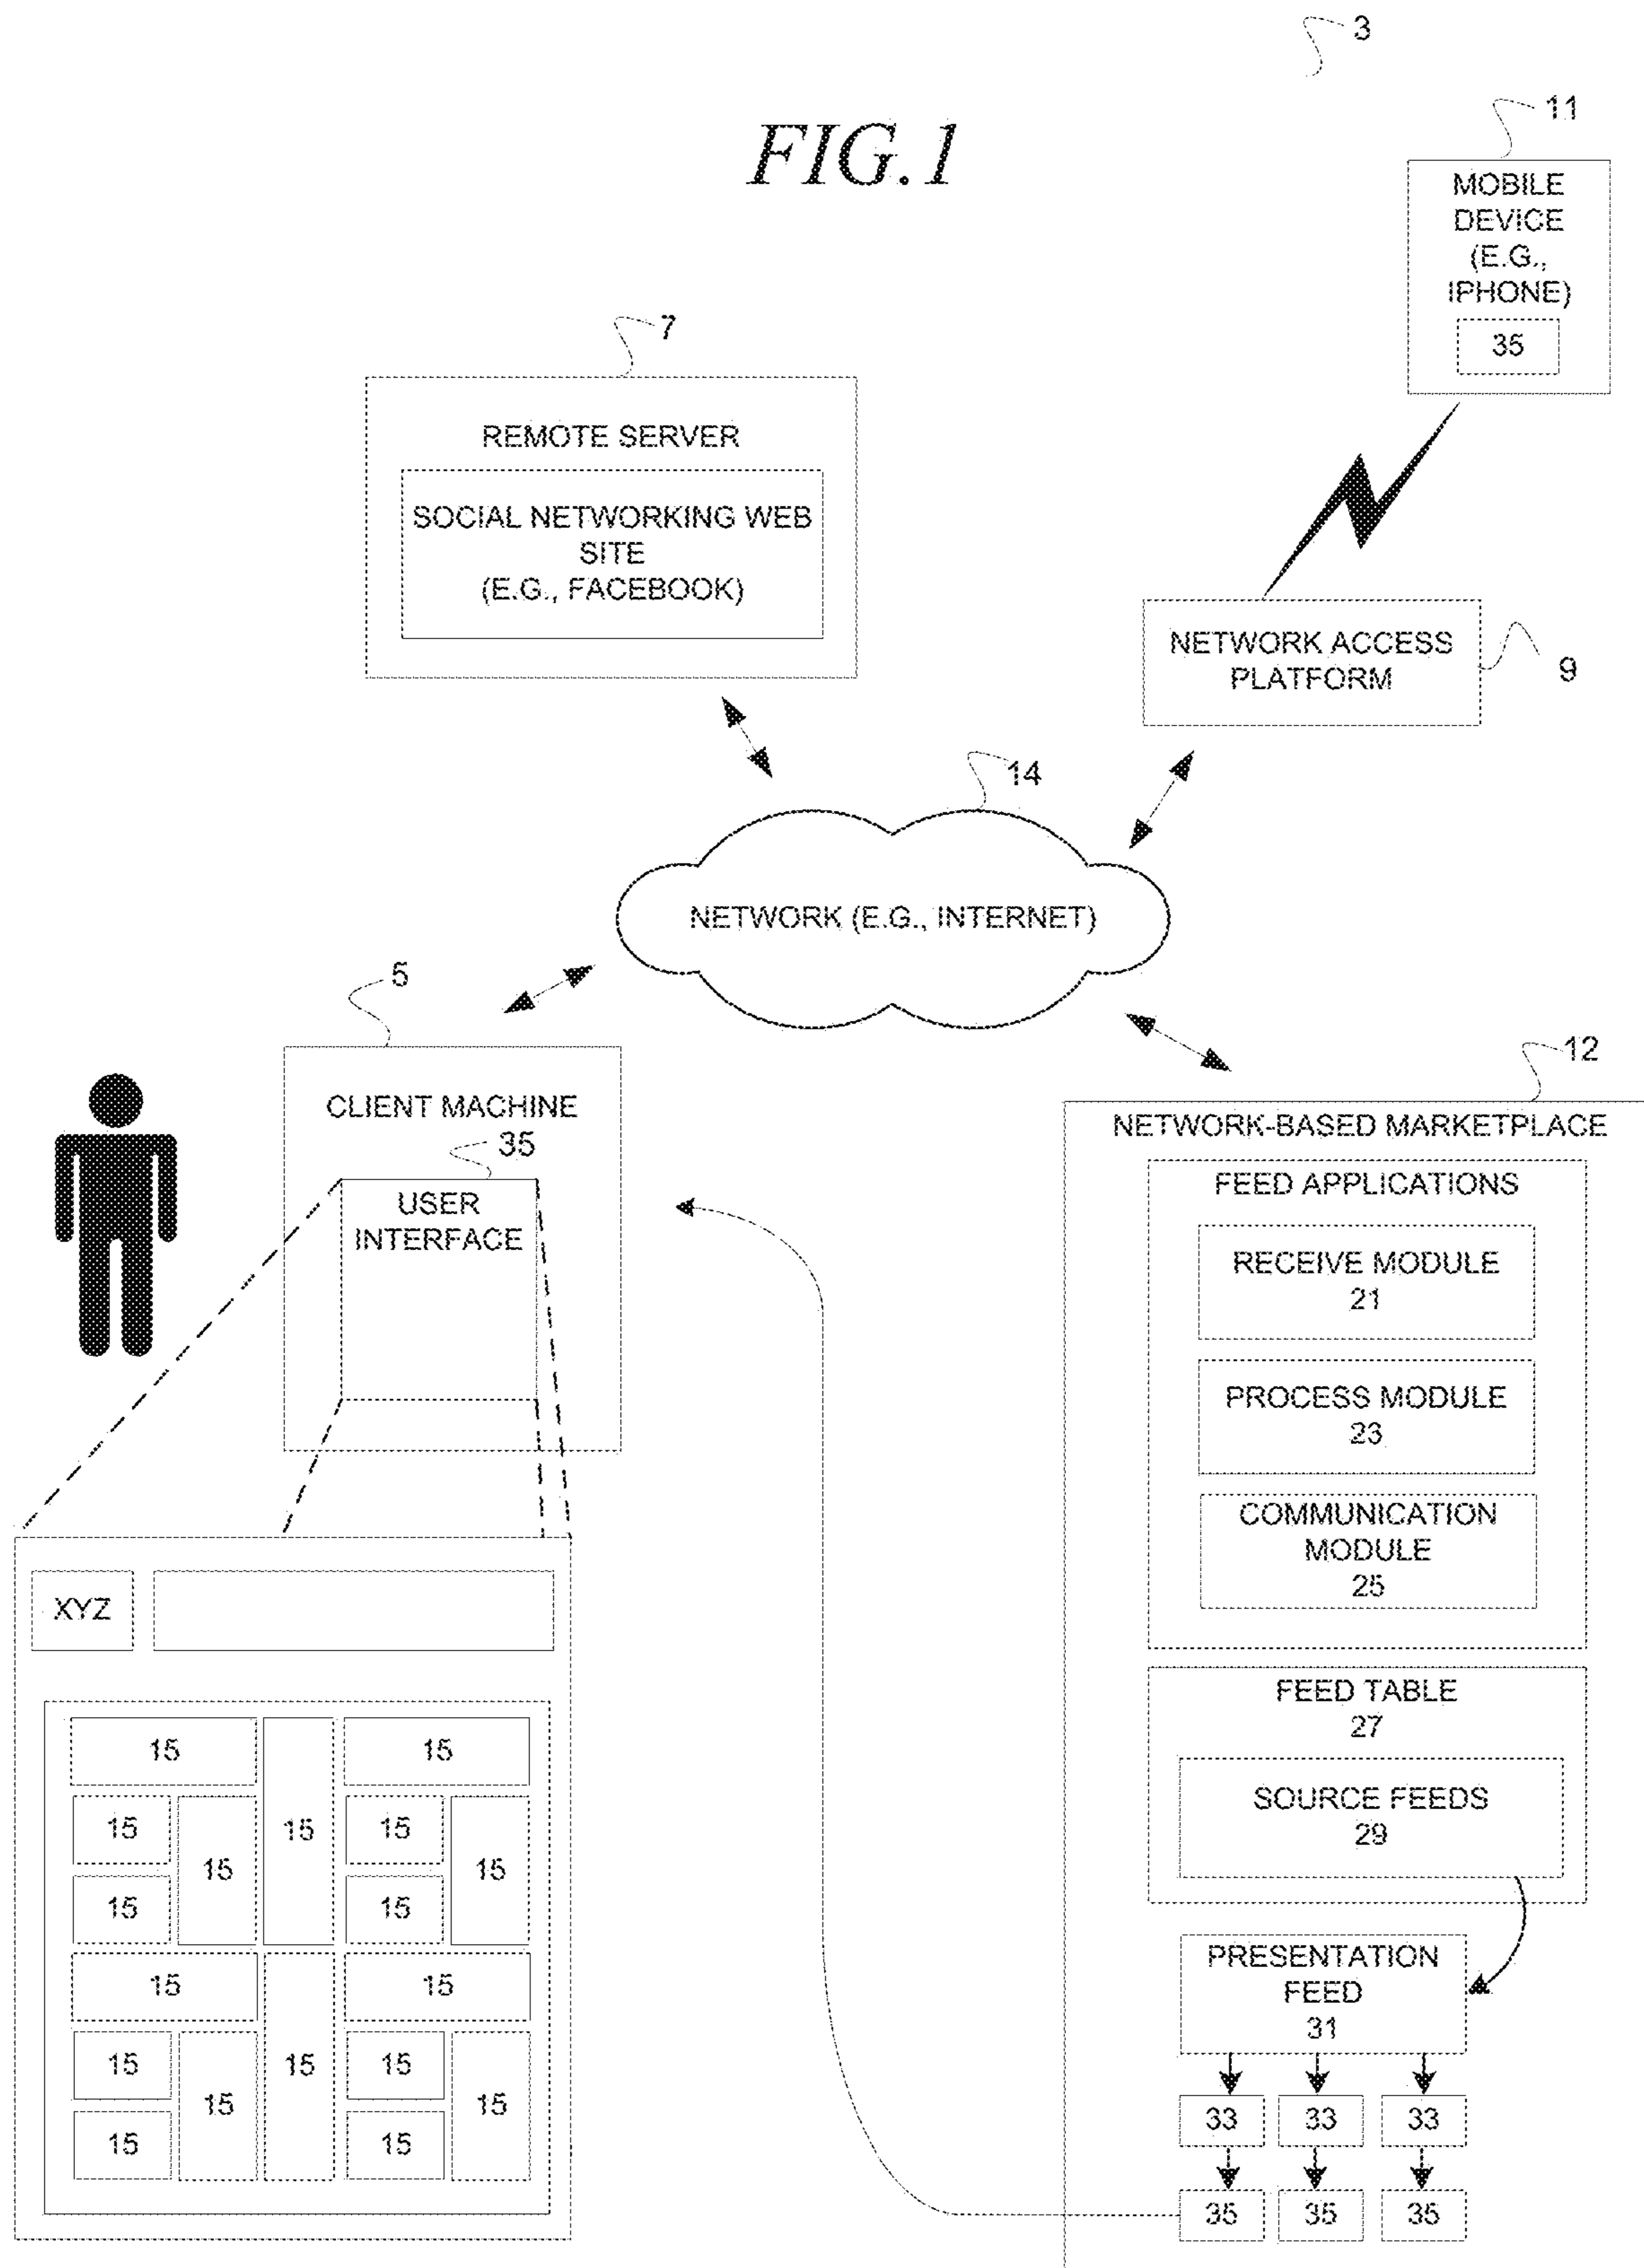 3
FIG.1
11
MOBILE
DEVICE
(E.G.,
IPHONE)
35
7
REMOTE SERVER
SOCIAL NETWORKING WEB
SITE
(E.G., FACEBOOK)
NETWORK ACCESS
PLATFORM
9
14
NETWORK (E.G., INTERNET)
5
CLIENT MACHINE
35
USER
INTERFACE
12
NETWORK-BASED MARKETPLACE
FEED APPLICATIONS
RECEIVE MODULE
21
PROCESS MODULE
23
COMMUNICATION
MODULE
25
FEED TABLE
27
SOURCE FEEDS
29
PRESENTATION
FEED
31
33 33 33
35 35 35
XYZ
15 15
15 15 15
15 15
15 15
15 15
15 15 15
15 15
15 15